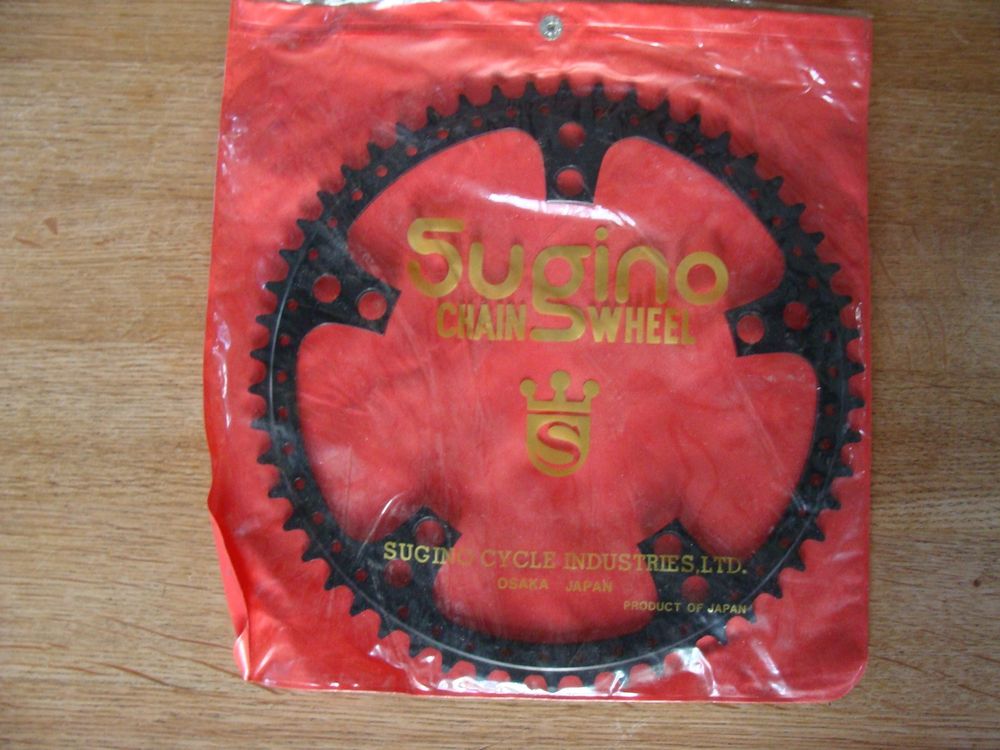 Sugino
CHAIN WHEEL
S
SUGINO CYCLE INDUSTRIES, LTD.
OSAKA JAPAN
PRODUCT OF JAPAN